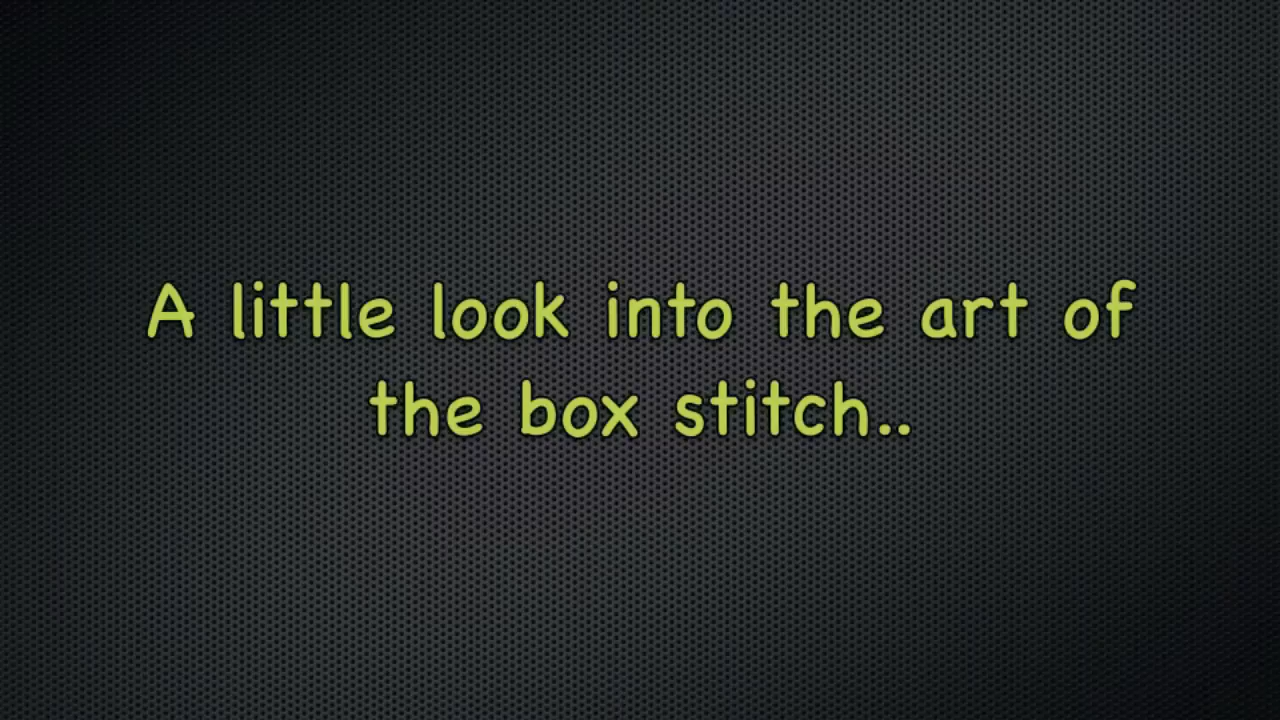 A little look into the art of
the box stitch..